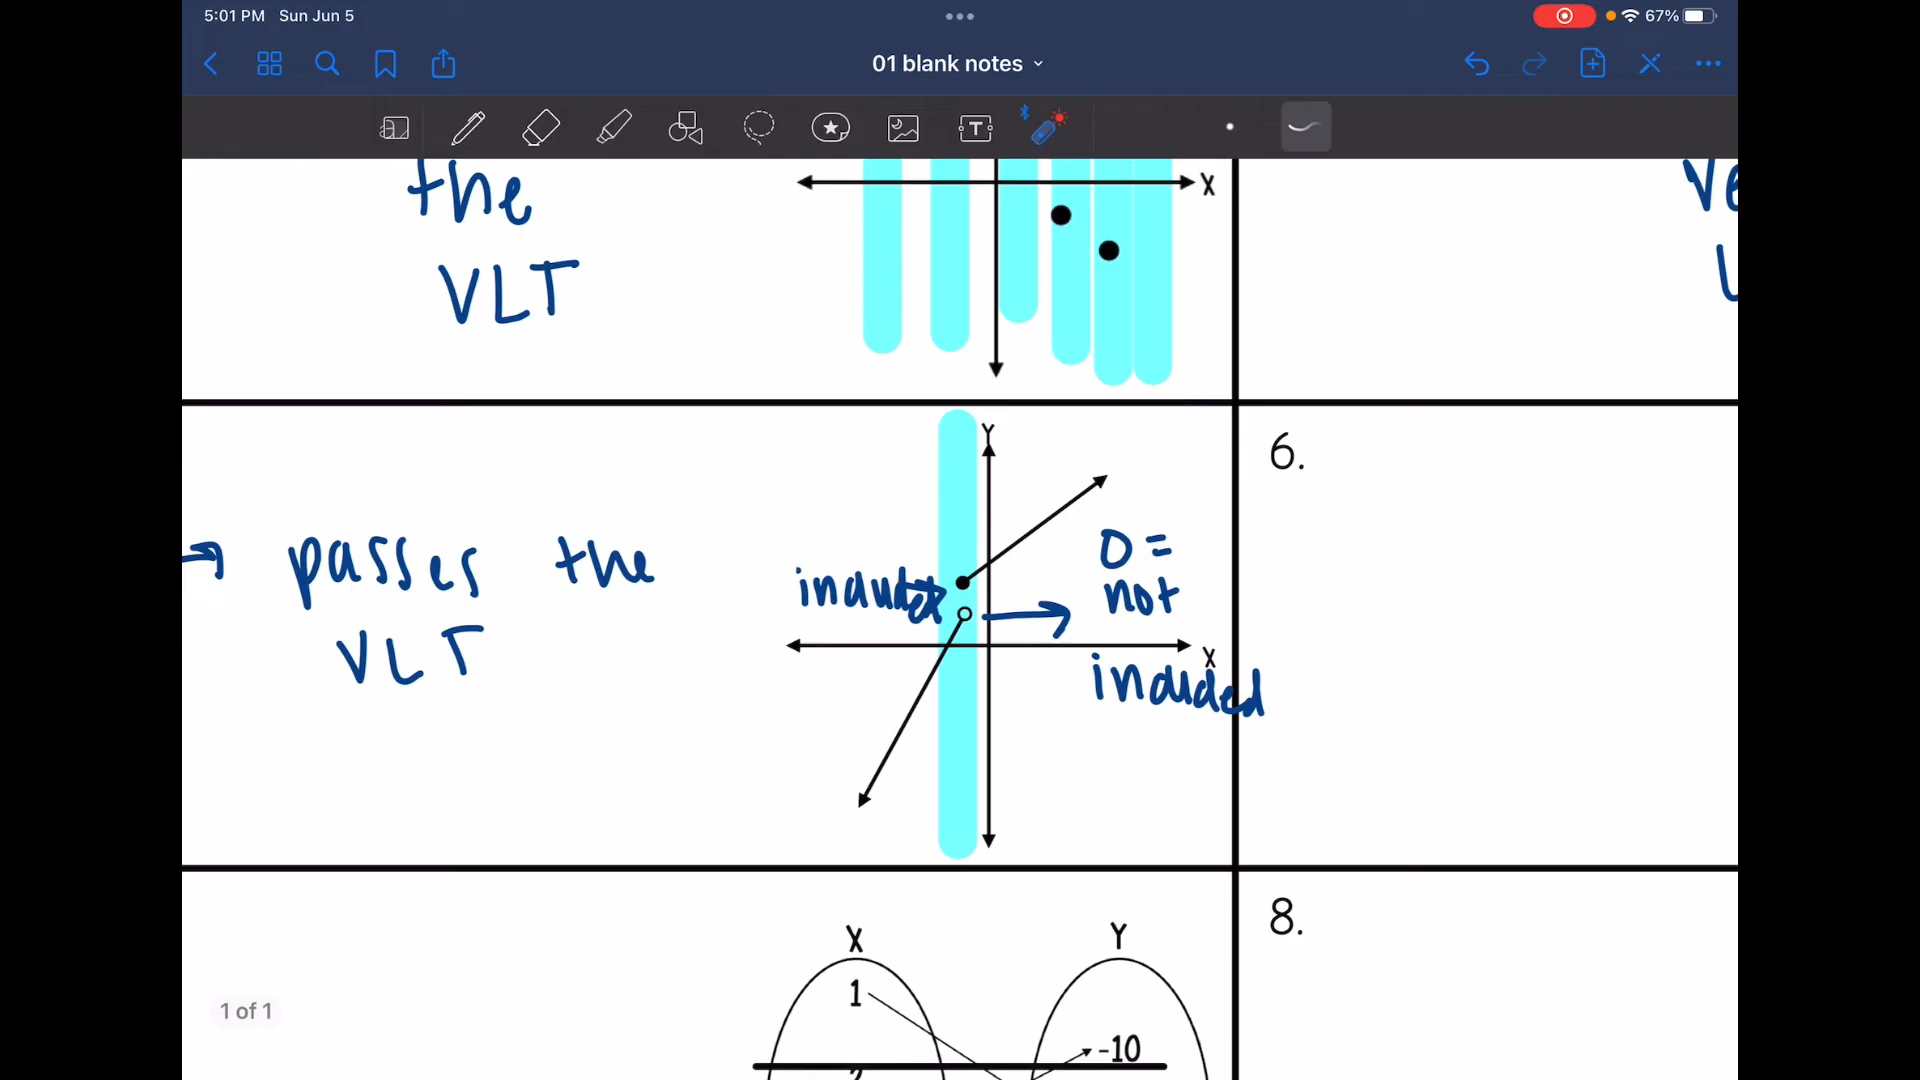 5:01 PM Sun Jun 5
67%
01 blank notes
T
the
VLT
X
Y
6.
passes the
VLT
included
O =
not
included
X
8.
X
Y
1
-10
1 of 1